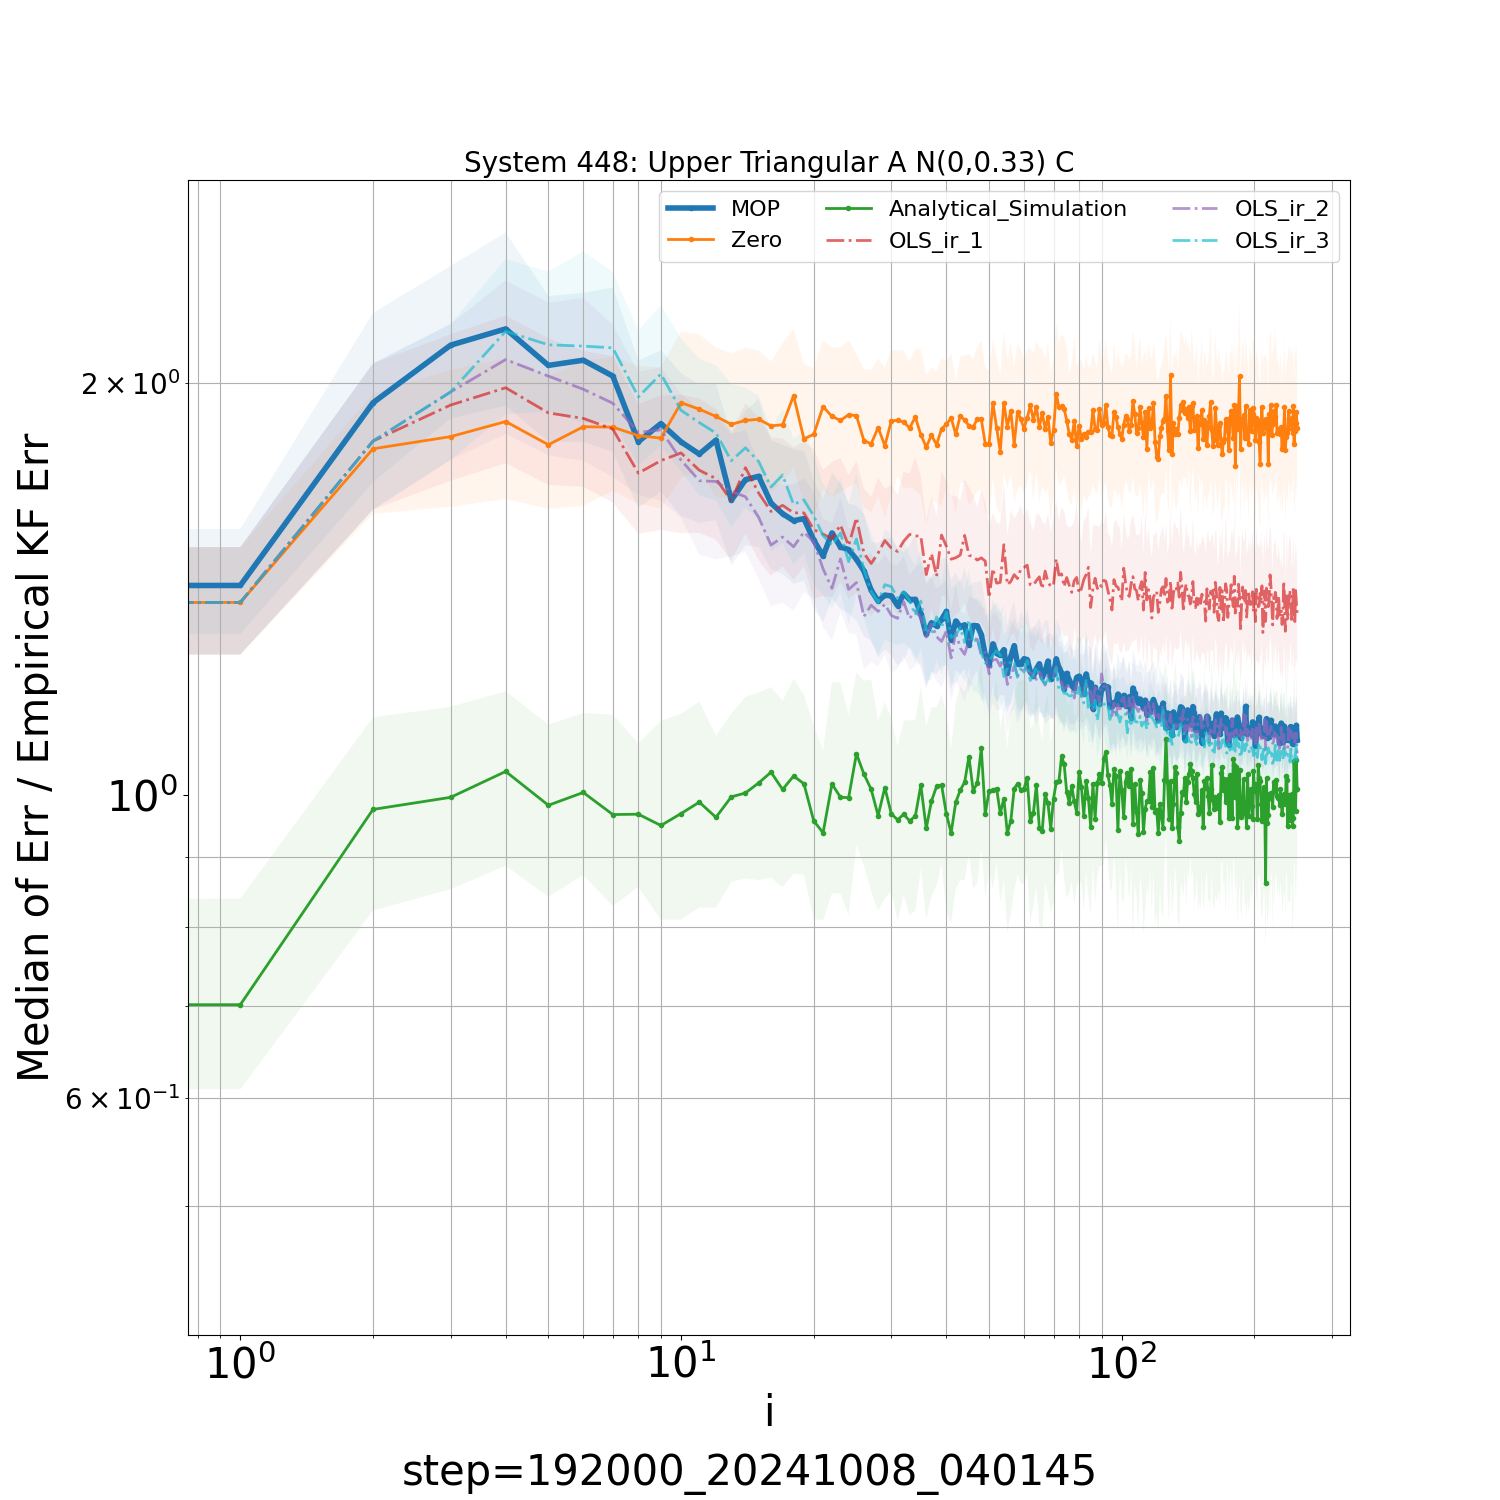 System 448: Upper Triangular A N(0,0.33) C
MOP
Zero
Analytical_Simulation
OLS_ir_1
OLS_ir_2
OLS_ir_3
Median of Err / Empirical KF Err
2 × 10⁰
10⁰
6 × 10⁻¹
10⁰
10¹
10²
i
step=192000_20241008_040145